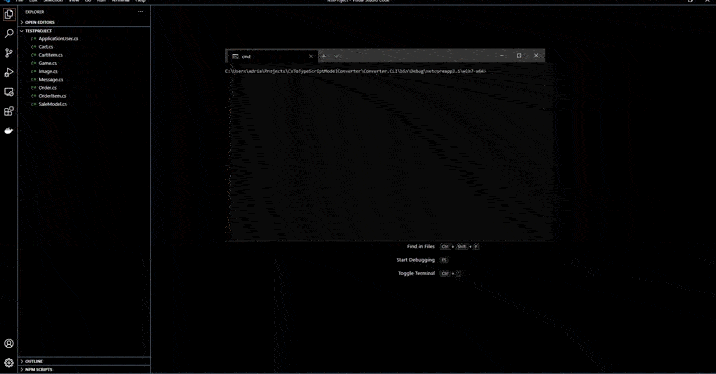 File Edit Selection View Go Run Terminal Help
TestProject - Visual Studio Code
EXPLORER
OPEN EDITORS
TESTPROJECT
C# ApplicationUser.cs
C# Cart.cs
C# CartItem.cs
C# Game.cs
C# Image.cs
C# Message.cs
C# Order.cs
C# OrderItem.cs
C# SaleModel.cs
OUTLINE
NPM SCRIPTS
cmd
C:\Users\adria\Projects\CsToTypeScriptModelConverter\Converter.CLI\bin\Debug\netcoreapp3.1\win7-x64>
Find in Files Ctrl + Shift + F
Start Debugging F5
Toggle Terminal Ctrl + `